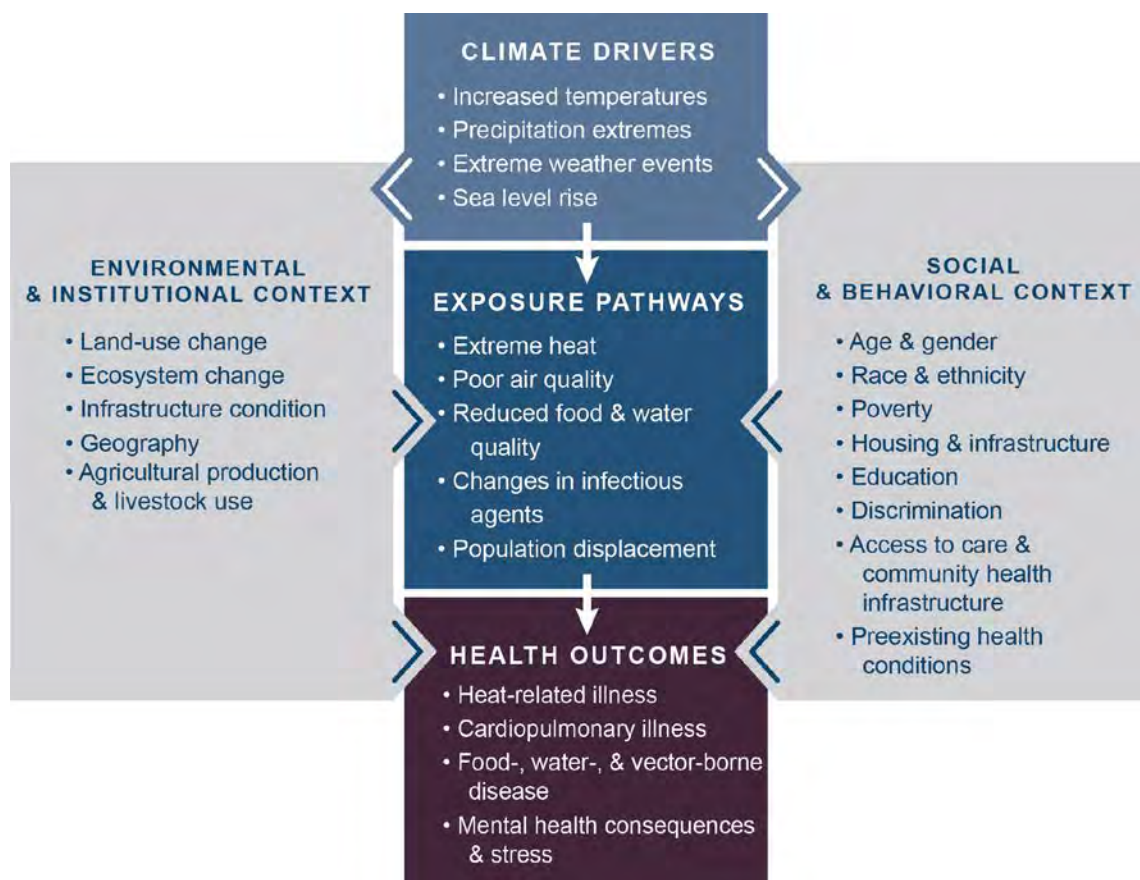 CLIMATE DRIVERS
• Increased temperatures
• Precipitation extremes
• Extreme weather events
• Sea level rise
ENVIRONMENTAL
& INSTITUTIONAL CONTEXT
• Land-use change
• Ecosystem change
• Infrastructure condition
• Geography
• Agricultural production
& livestock use
EXPOSURE PATHWAYS
• Extreme heat
• Poor air quality
• Reduced food & water
quality
• Changes in infectious
agents
• Population displacement
SOCIAL
& BEHAVIORAL CONTEXT
• Age & gender
• Race & ethnicity
• Poverty
• Housing & infrastructure
• Education
• Discrimination
• Access to care &
community health
infrastructure
• Preexisting health
conditions
HEALTH OUTCOMES
• Heat-related illness
• Cardiopulmonary illness
• Food-, water-, & vector-borne
disease
• Mental health consequences
& stress